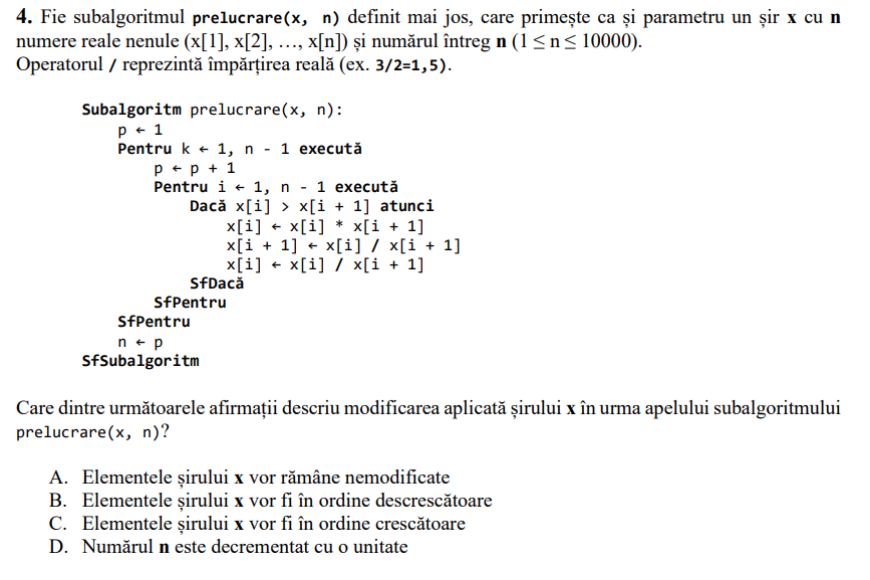 4. Fie subalgoritmul prelucrare(x, n) definit mai jos, care primește ca și parametru un șir x cu n
numere reale nenule (x[1], x[2], …, x[n]) și numărul întreg n (1 ≤ n ≤ 10000).
Operatorul / reprezintă împărțirea reală (ex. 3/2=1,5).
Subalgoritm prelucrare(x, n):
p ← 1
Pentru k ← 1, n - 1 execută
p ← p + 1
Pentru i ← 1, n - 1 execută
Dacă x[i] > x[i + 1] atunci
x[i] ← x[i] * x[i + 1]
x[i + 1] ← x[i] / x[i + 1]
x[i] ← x[i] / x[i + 1]
SfDacă
SfPentru
SfPentru
n ← p
SfSubalgoritm
Care dintre următoarele afirmații descriu modificarea aplicată șirului x în urma apelului subalgoritmului
prelucrare(x, n)?
A. Elementele șirului x vor rămâne nemodificate
B. Elementele șirului x vor fi în ordine descrescătoare
C. Elementele șirului x vor fi în ordine crescătoare
D. Numărul n este decrementat cu o unitate